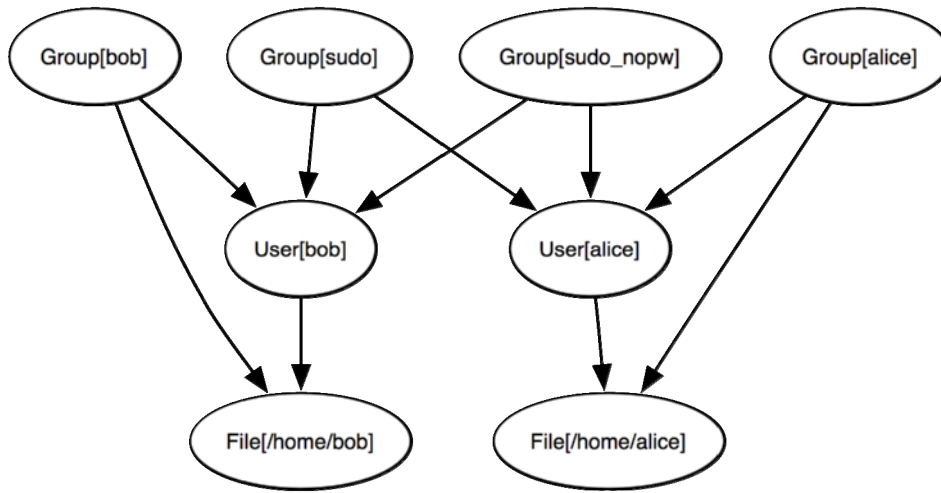 Group[bob]
Group[sudo]
Group[sudo_nopw]
Group[alice]
User[bob]
User[alice]
File[/home/bob]
File[/home/alice]